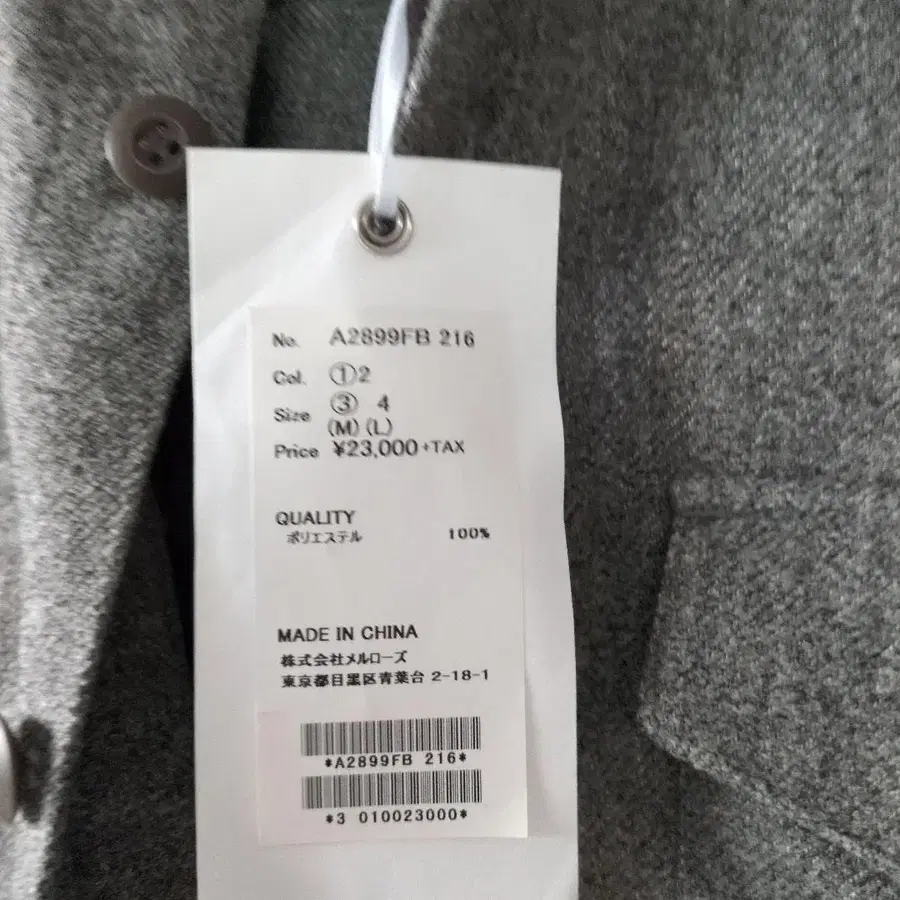 No. A2899FB 216
Col. ①2
Size ③ 4
(M)(L)
Price ¥23,000+TAX
QUALITY
ポリエステル 100%
MADE IN CHINA
株式会社メルローズ
東京都目黒区青葉台 2-18-1
*A2899FB 216*
*3 010023000*